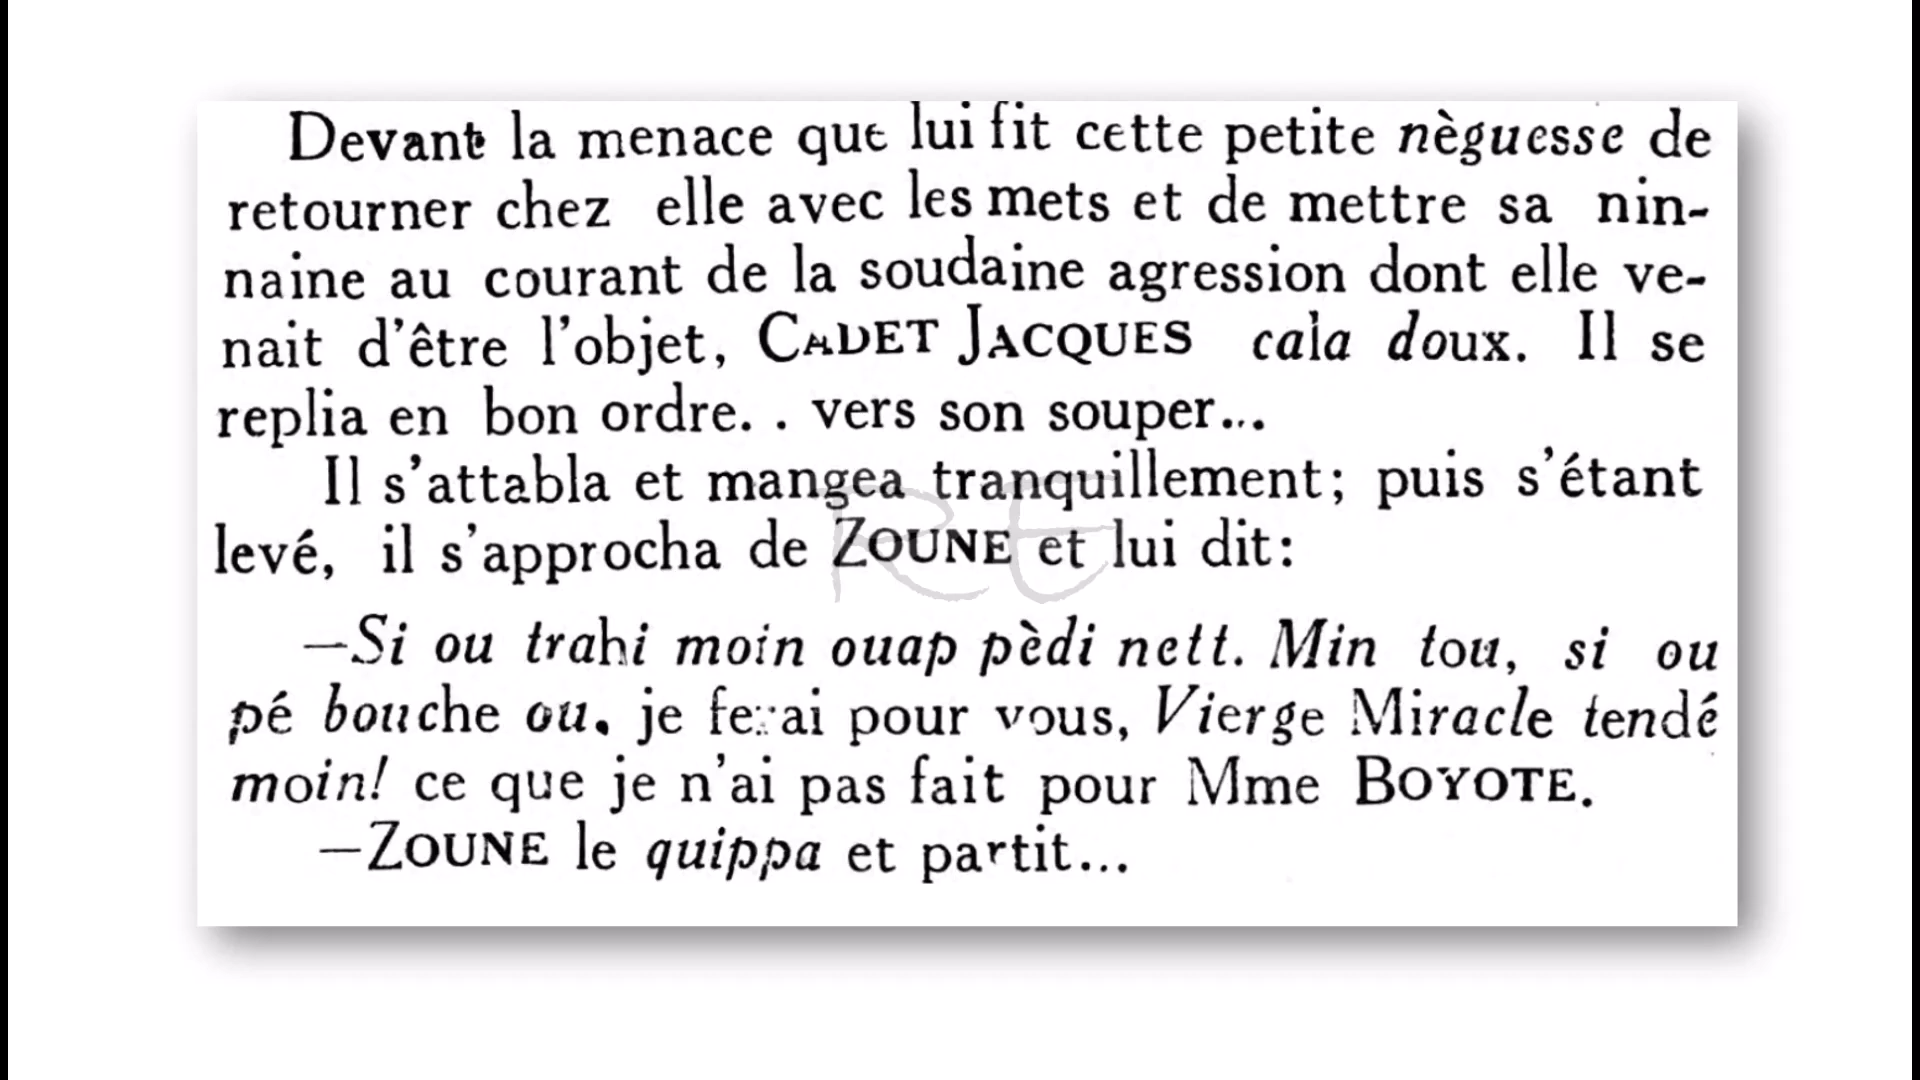 Devant la menace que lui fit cette petite nèguesse de
retourner chez elle avec les mets et de mettre sa nin-
naine au courant de la soudaine agression dont elle ve-
nait d'être l'objet, CADET JACQUES cala doux. Il se
replia en bon ordre. . vers son souper...
Il s'attabla et mangea tranquillement; puis s'étant
levé, il s'approcha de ZOUNE et lui dit:
—Si ou trahi moin ouap pèdi nett. Min tou, si ou
pé bouche ou. je ferai pour vous, Vierge Miracle tendé
moin! ce que je n'ai pas fait pour Mme BOYOTE.
—ZOUNE le quippa et partit...
RE